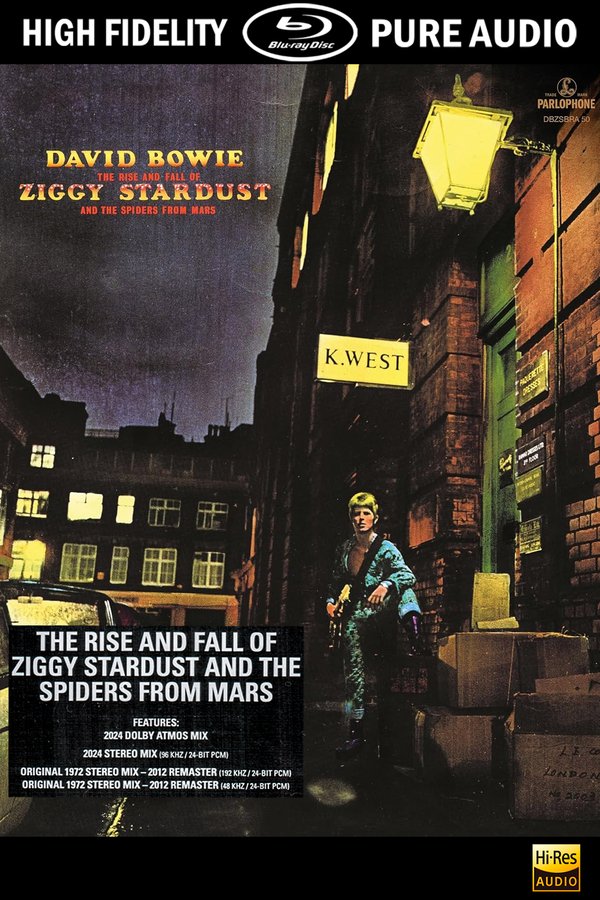 HIGH FIDELITY
Blu-ray Disc
PURE AUDIO
TRADE MARK
PARLOPHONE
DBZSBRA 50
DAVID BOWIE
THE RISE AND FALL OF
ZIGGY STARDUST
AND THE SPIDERS FROM MARS
K.WEST
PAQUERETTE
DRESSES
THE RISE AND FALL OF
ZIGGY STARDUST AND THE
SPIDERS FROM MARS
FEATURES:
2024 DOLBY ATMOS MIX
2024 STEREO MIX (96 KHZ / 24-BIT PCM)
ORIGINAL 1972 STEREO MIX – 2012 REMASTER (192 KHZ / 24-BIT PCM)
ORIGINAL 1972 STEREO MIX – 2012 REMASTER (48 KHZ / 24-BIT PCM)
LONDON
Hi-Res
AUDIO